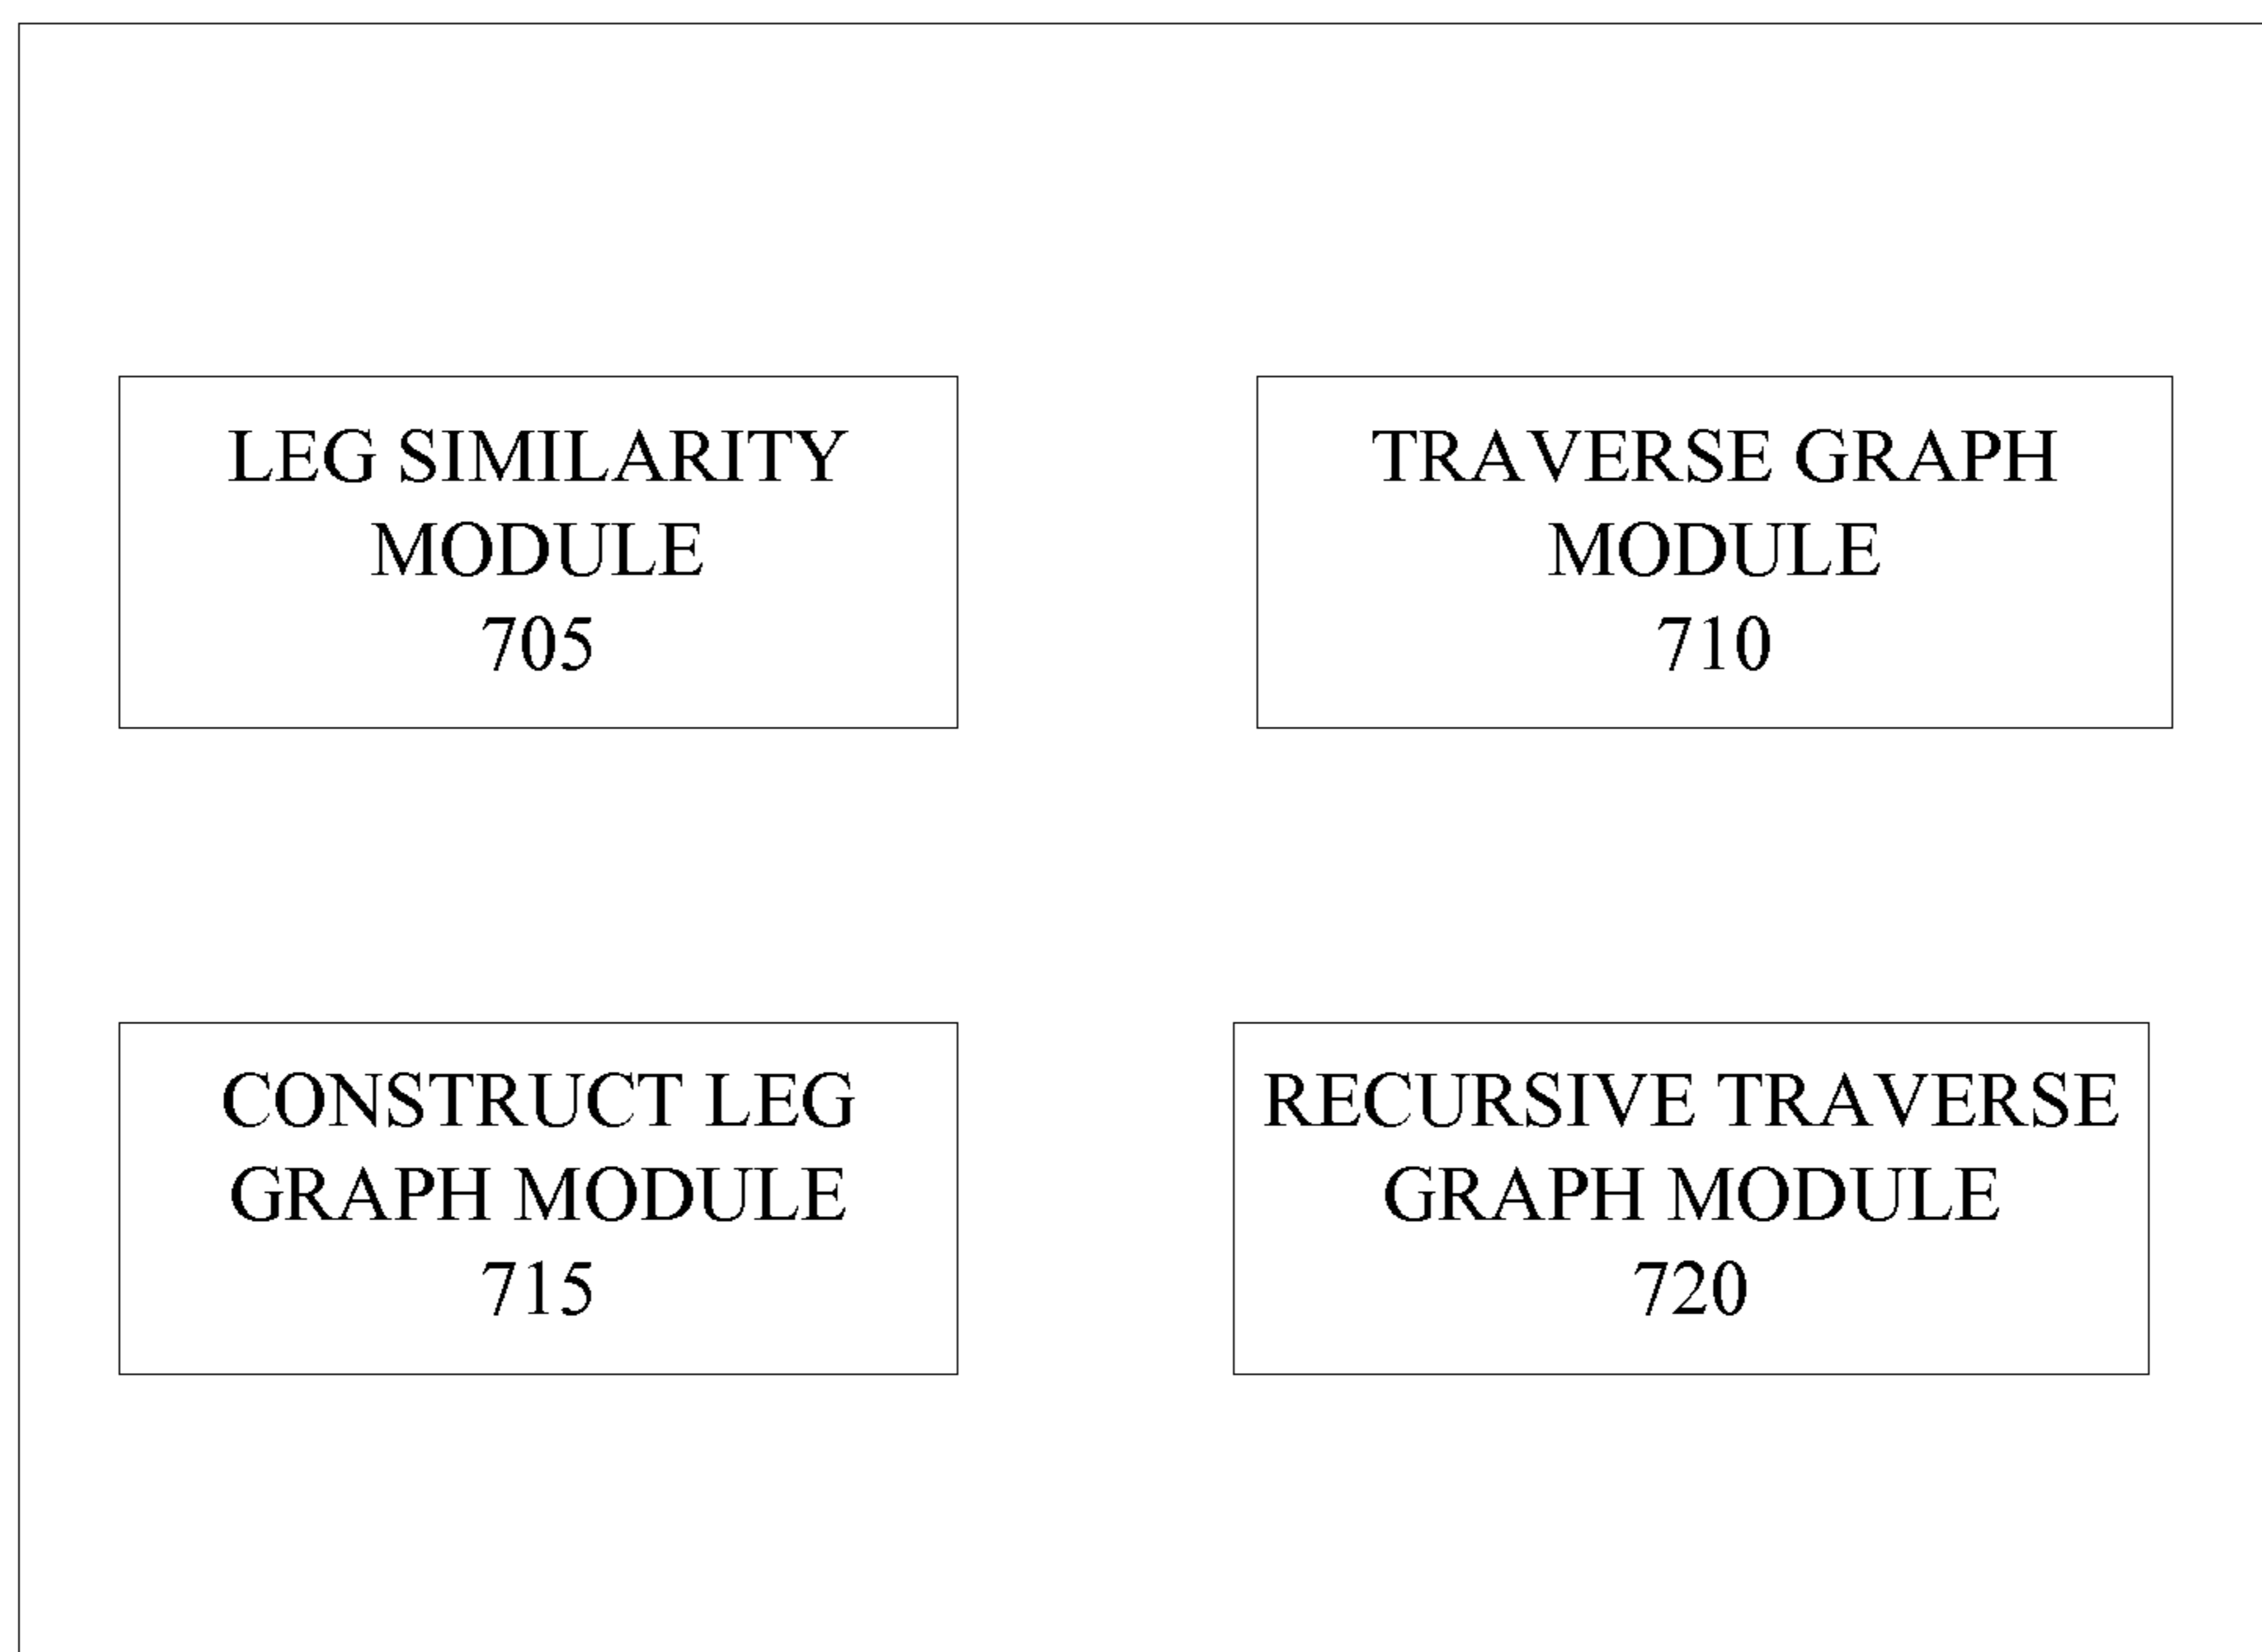 LEG SIMILARITY
MODULE
705
TRAVERSE GRAPH
MODULE
710
CONSTRUCT LEG
GRAPH MODULE
715
RECURSIVE TRAVERSE
GRAPH MODULE
720